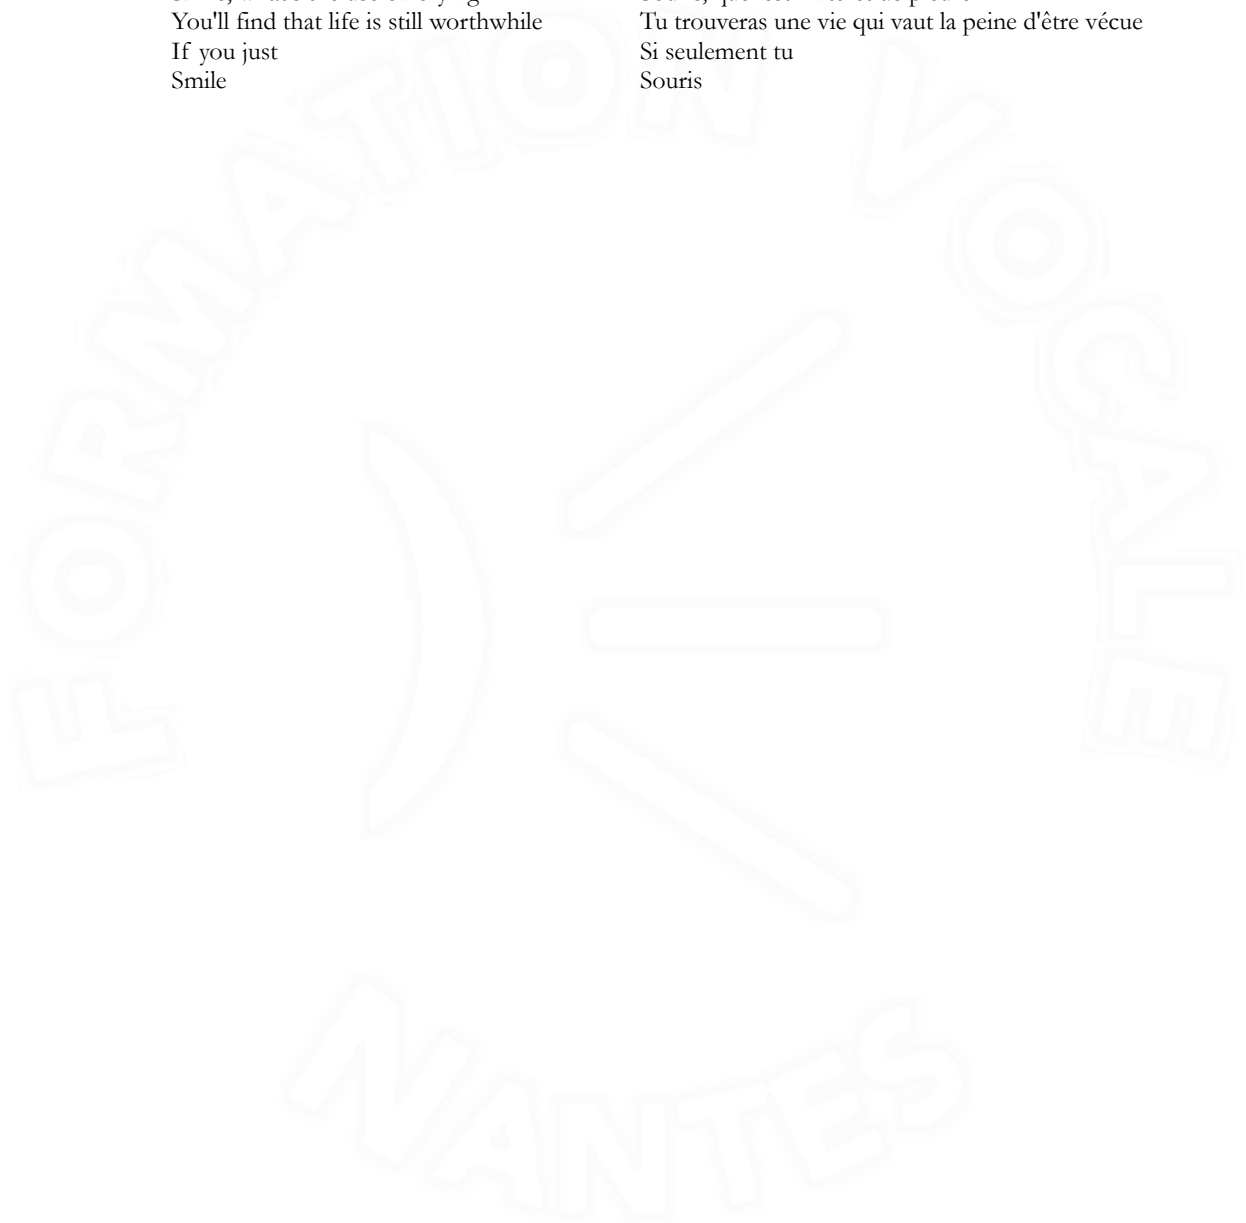 You'll find that life is still worthwhile
If you just
Smile
Tu trouveras une vie qui vaut la peine d'être vécue
Si seulement tu
Souris
FORMATION VOCALE
NANTES